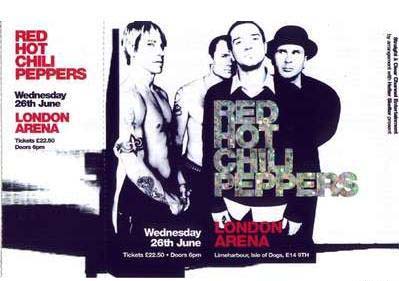 RED
HOT
CHILI
PEPPERS
Wednesday
26th June
LONDON
ARENA
Tickets £22.50
Doors 6pm
RED
HOT
CHILI
PEPPERS
Wednesday
26th June
Tickets £22.50 • Doors 6pm
LONDON
ARENA
Limeharbour, Isle of Dogs, E14 9TH
Straight & Clear Channel Entertainment
by arrangement with Helter Skelter present